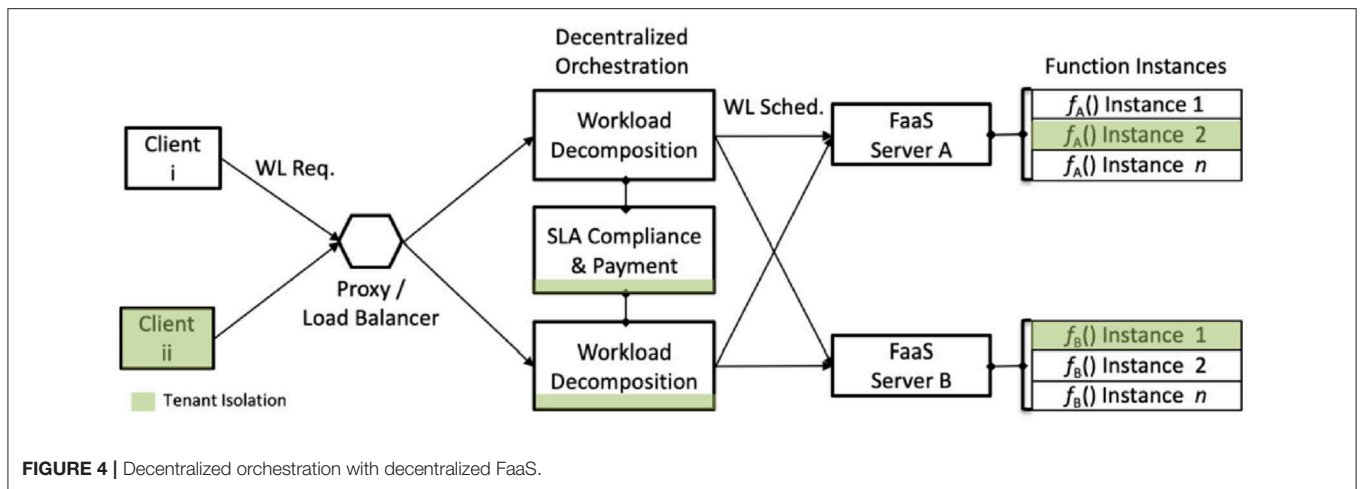 Decentralized
Orchestration
Function Instances
Client
i
WL Req.
Workload
Decomposition
WL Sched.
FaaS
Server A
fA() Instance 1
fA() Instance 2
fA() Instance n
SLA Compliance
& Payment
Proxy /
Load Balancer
Client
ii
Workload
Decomposition
FaaS
Server B
fB() Instance 1
fB() Instance 2
fB() Instance n
Tenant Isolation
FIGURE 4 | Decentralized orchestration with decentralized FaaS.